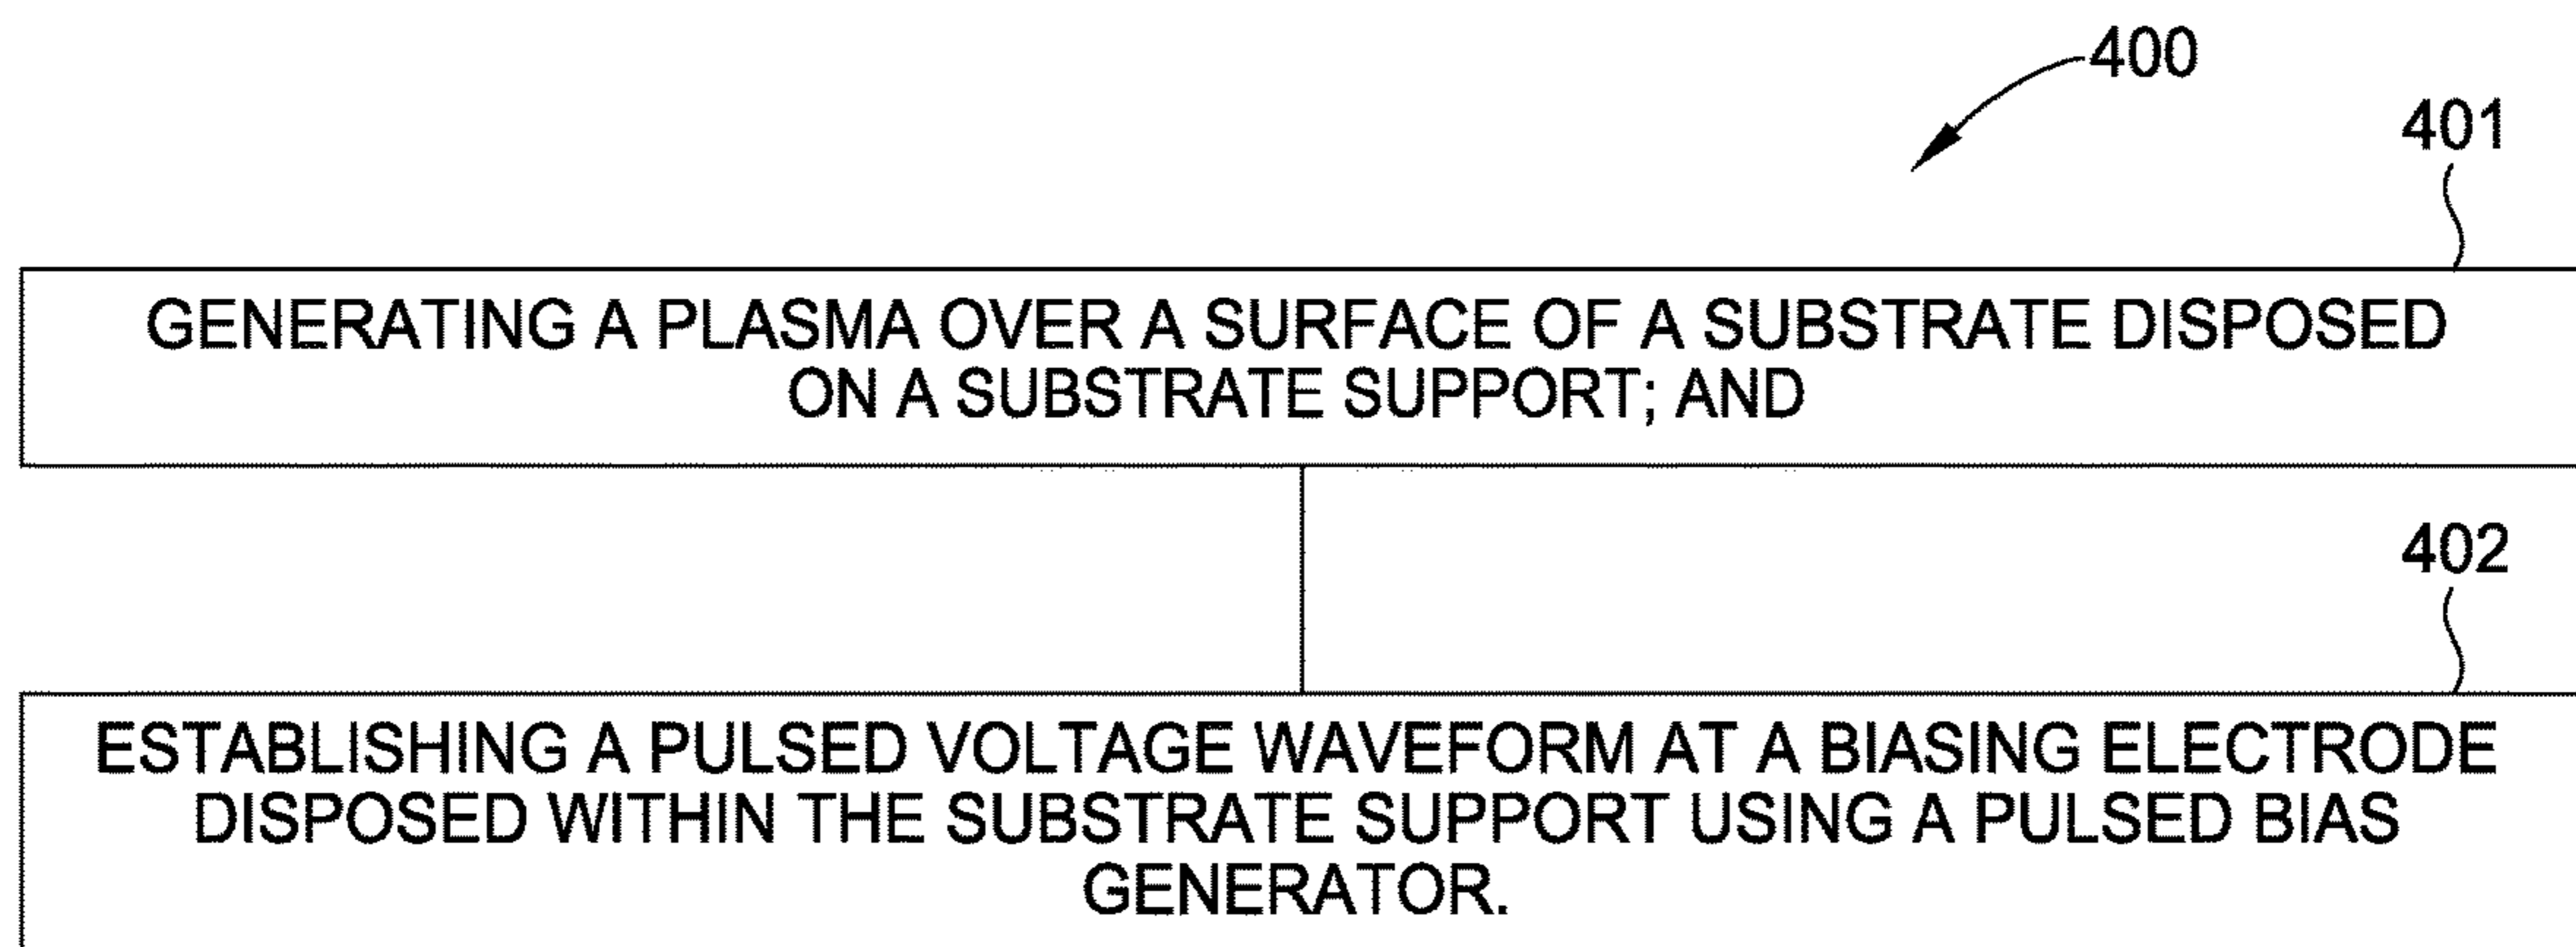 400
401
GENERATING A PLASMA OVER A SURFACE OF A SUBSTRATE DISPOSED
ON A SUBSTRATE SUPPORT; AND
402
ESTABLISHING A PULSED VOLTAGE WAVEFORM AT A BIASING ELECTRODE
DISPOSED WITHIN THE SUBSTRATE SUPPORT USING A PULSED BIAS
GENERATOR.